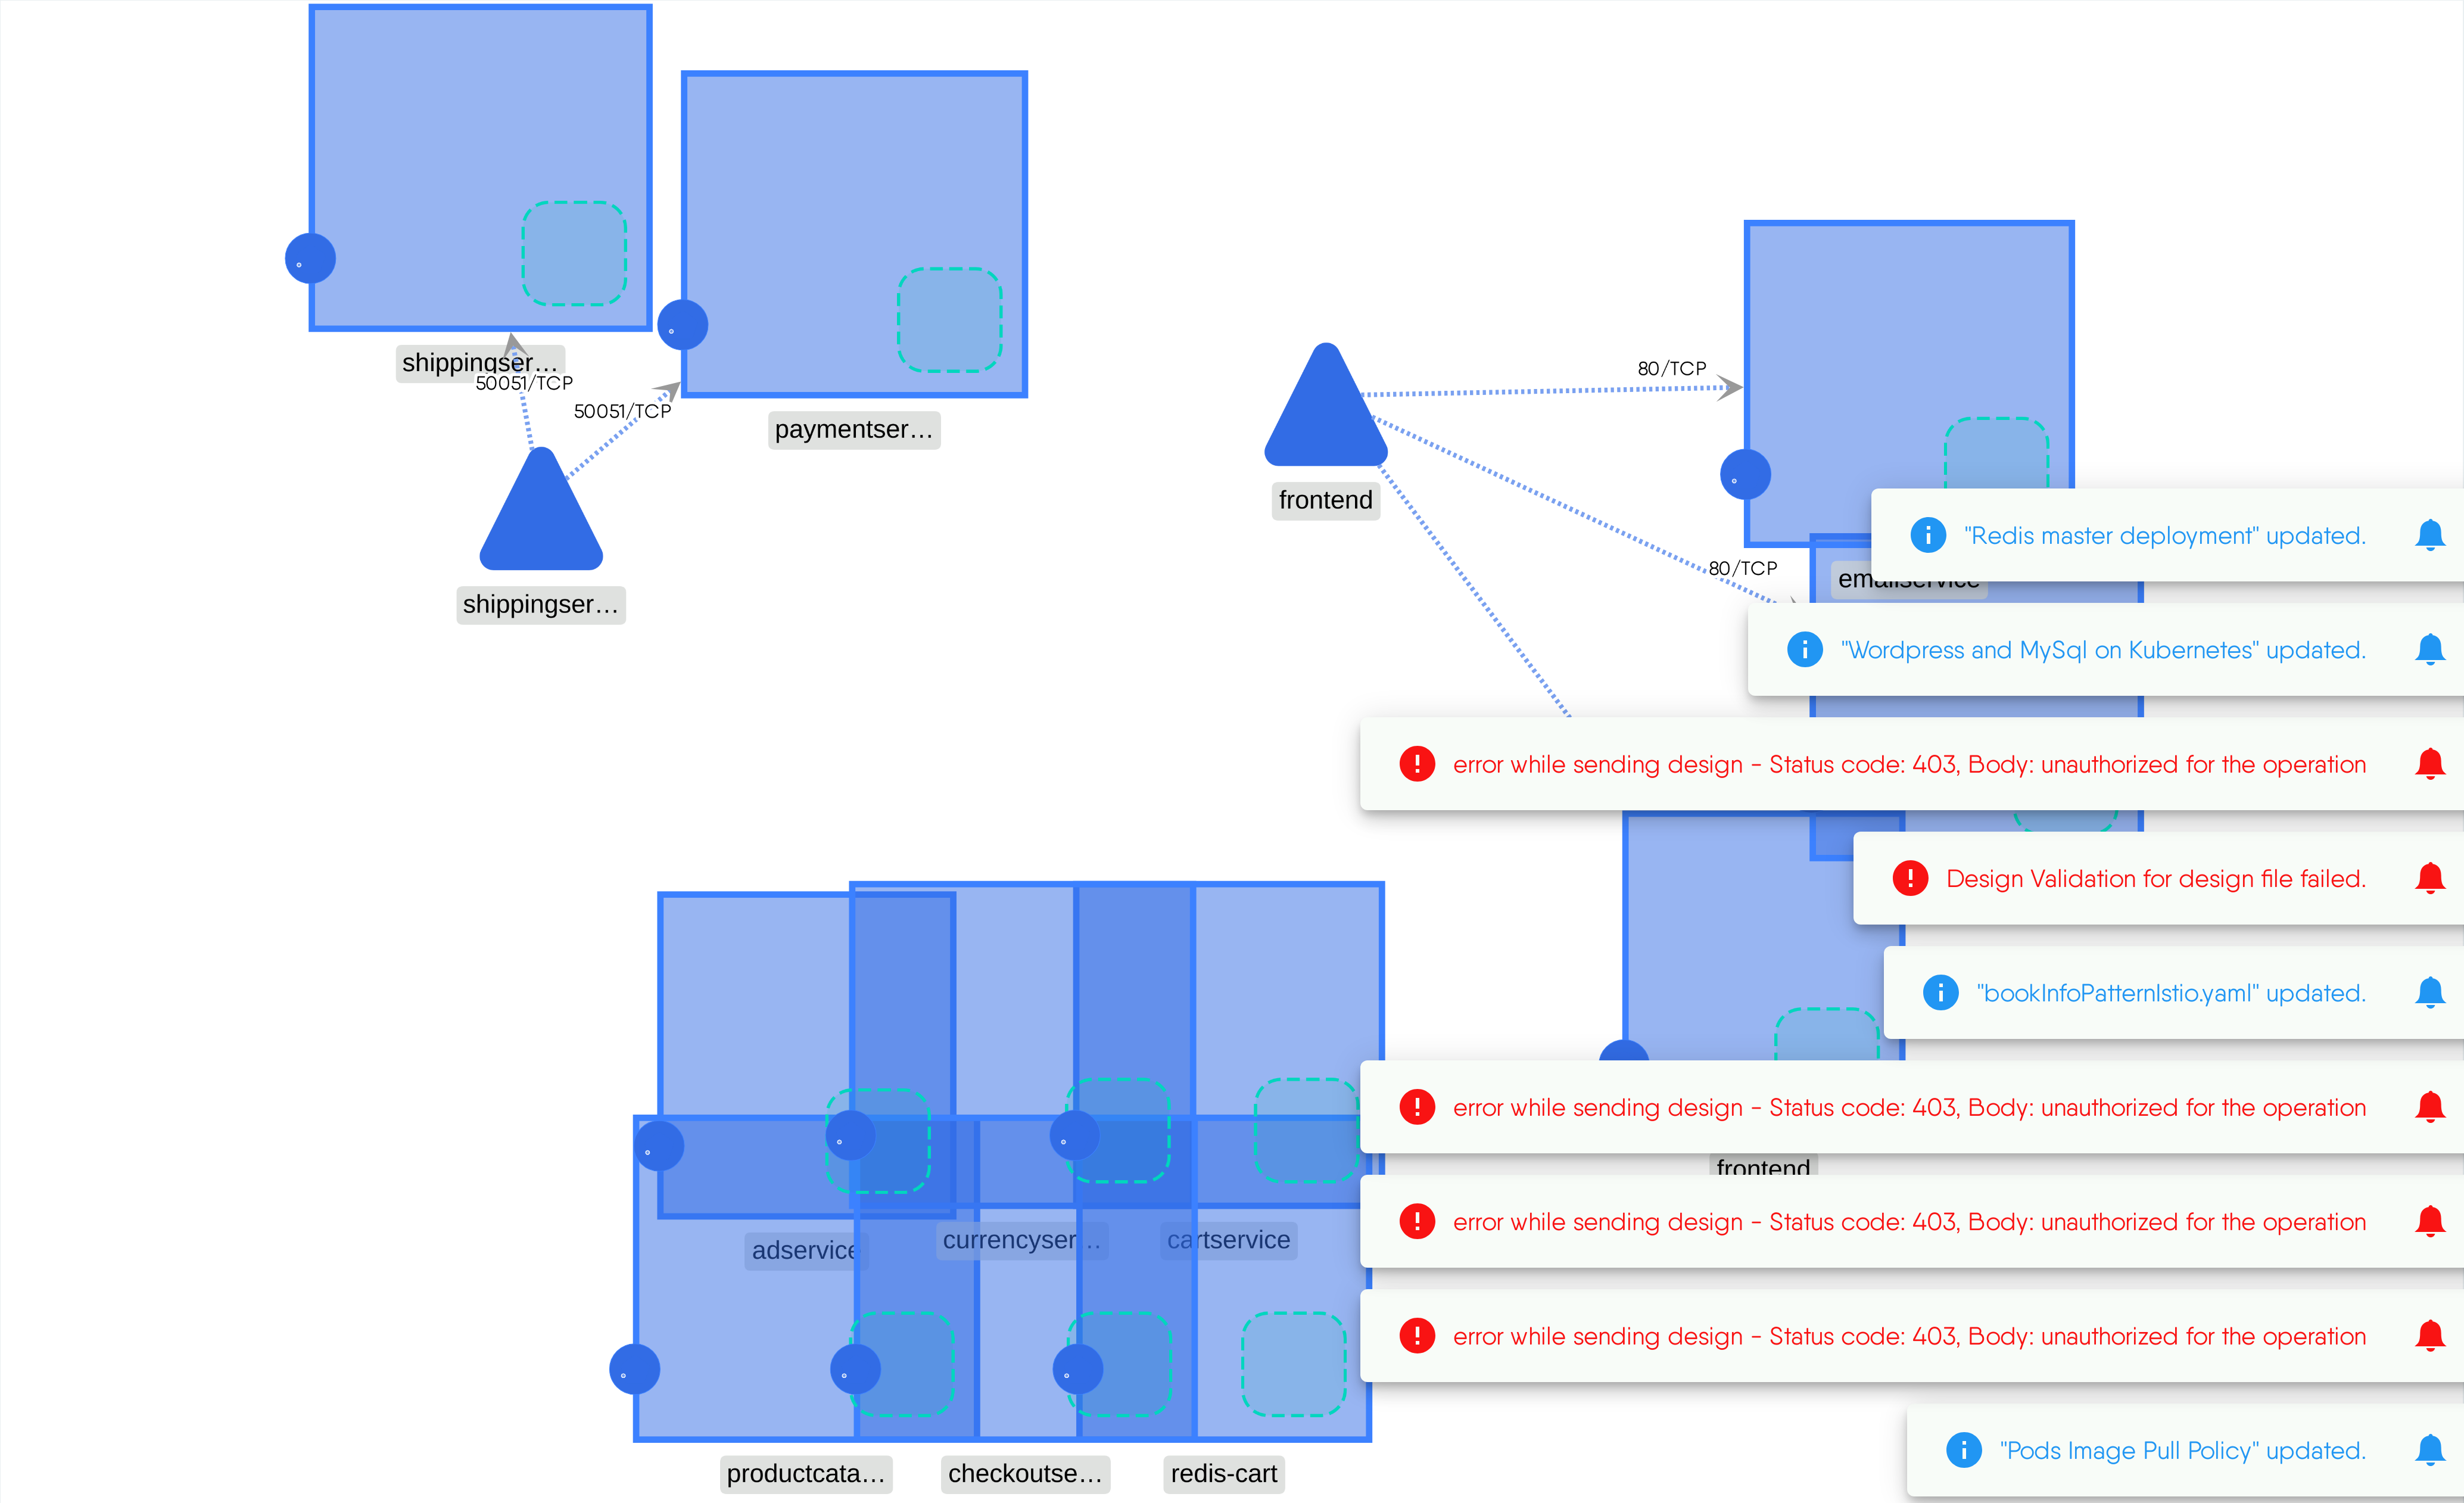 shippingser…
50051/TCP
50051/TCP
paymentser…
shippingser…
80/TCP
frontend
80/TCP
emailservice
"Redis master deployment" updated.
"Wordpress and MySql on Kubernetes" updated.
error while sending design - Status code: 403, Body: unauthorized for the operation
Design Validation for design file failed.
"bookInfoPatternIstio.yaml" updated.
error while sending design - Status code: 403, Body: unauthorized for the operation
frontend
error while sending design - Status code: 403, Body: unauthorized for the operation
adservice
currencyser…
cartservice
error while sending design - Status code: 403, Body: unauthorized for the operation
"Pods Image Pull Policy" updated.
productcata…
checkoutse…
redis-cart